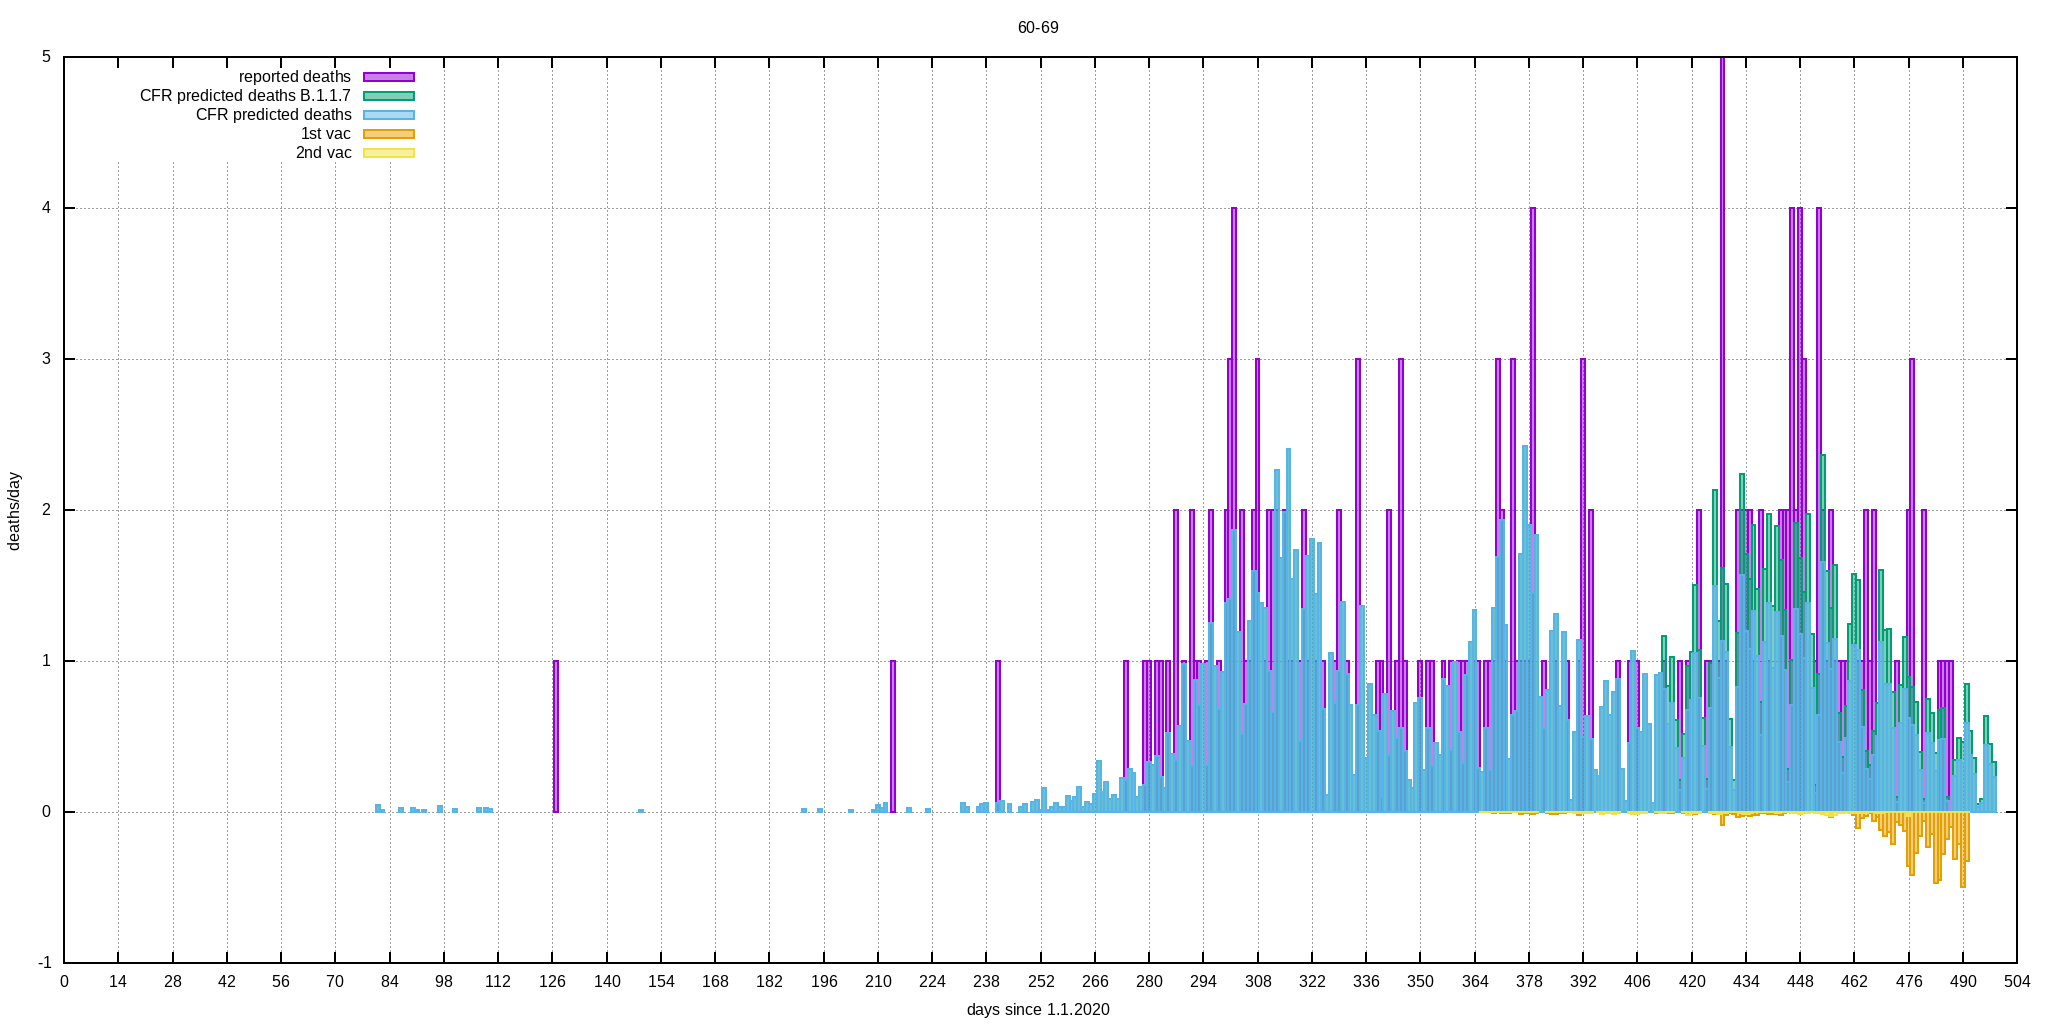 60-69
reported deaths
CFR predicted deaths B.1.1.7
CFR predicted deaths
1st vac
2nd vac
5
4
3
2
1
0
-1
deaths/day
0 14 28 42 56 70 84 98 112 126 140 154 168 182 196 210 224 238 252 266 280 294 308 322 336 350 364 378 392 406 420 434 448 462 476 490 504
days since 1.1.2020